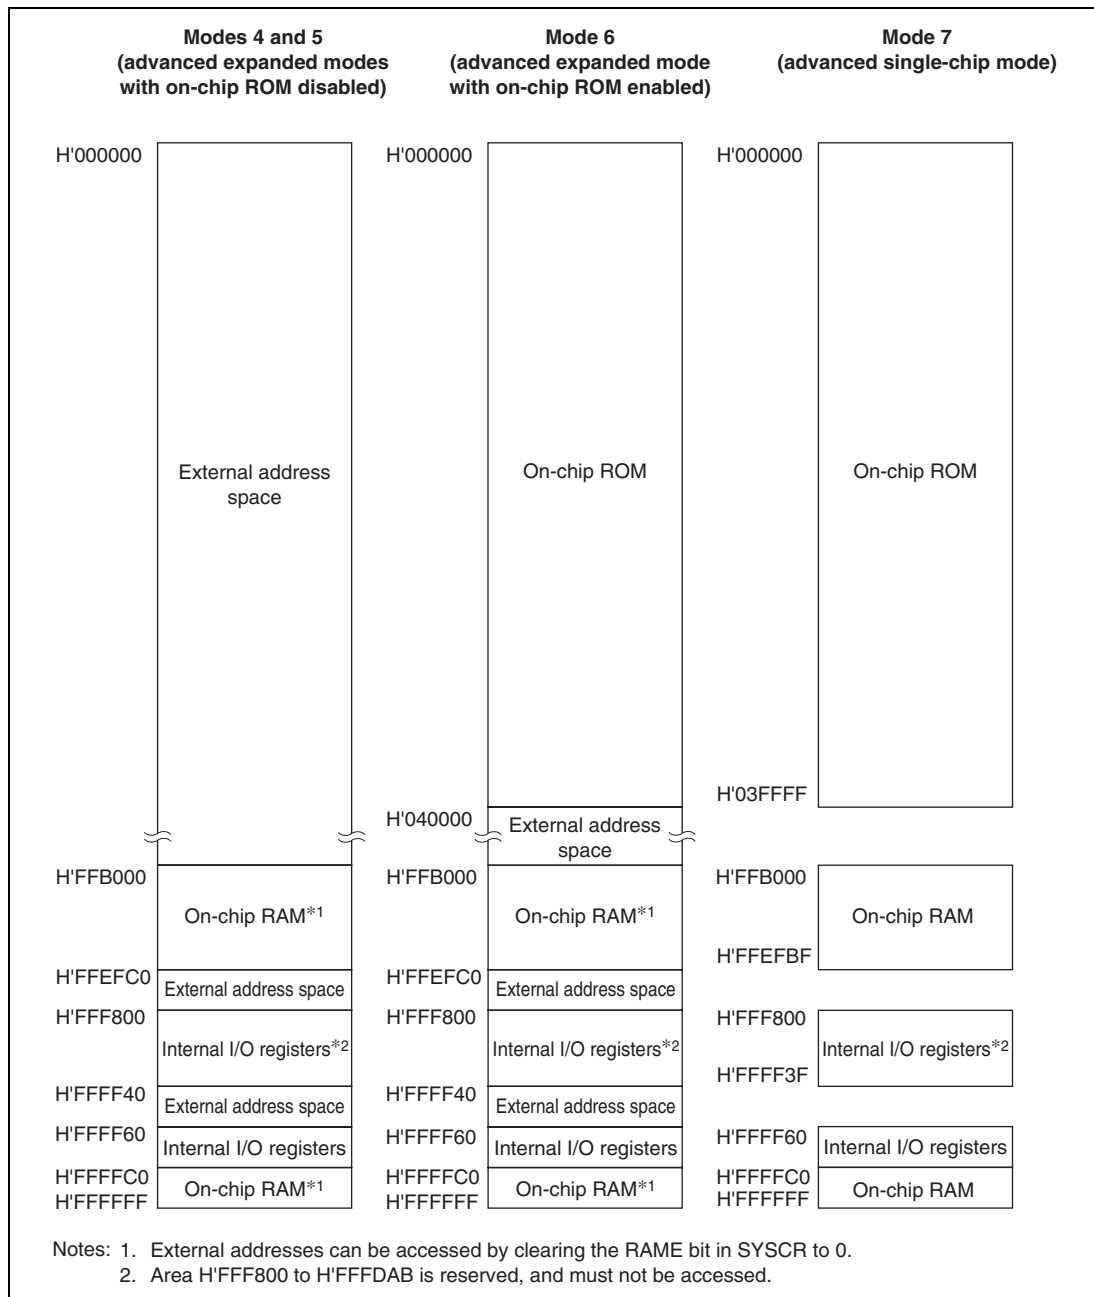 Modes 4 and 5
(advanced expanded modes
with on-chip ROM disabled)
Mode 6
(advanced expanded mode
with on-chip ROM enabled)
Mode 7
(advanced single-chip mode)
H'000000
External address
space
H'FFB000
On-chip RAM*1
H'FFEFC0
External address space
H'FFF800
Internal I/O registers*2
H'FFFF40
External address space
H'FFFF60
Internal I/O registers
H'FFFFC0
On-chip RAM*1
H'FFFFFF
H'000000
On-chip ROM
H'040000
External address
space
H'FFB000
On-chip RAM*1
H'FFEFC0
External address space
H'FFF800
Internal I/O registers*2
H'FFFF40
External address space
H'FFFF60
Internal I/O registers
H'FFFFC0
On-chip RAM*1
H'FFFFFF
H'000000
On-chip ROM
H'03FFFF
H'FFB000
On-chip RAM
H'FFEFBF
H'FFF800
Internal I/O registers*2
H'FFFF3F
H'FFFF60
Internal I/O registers
H'FFFFC0
On-chip RAM
H'FFFFFF
Notes: 1. External addresses can be accessed by clearing the RAME bit in SYSCR to 0.
2. Area H'FFF800 to H'FFFDAB is reserved, and must not be accessed.